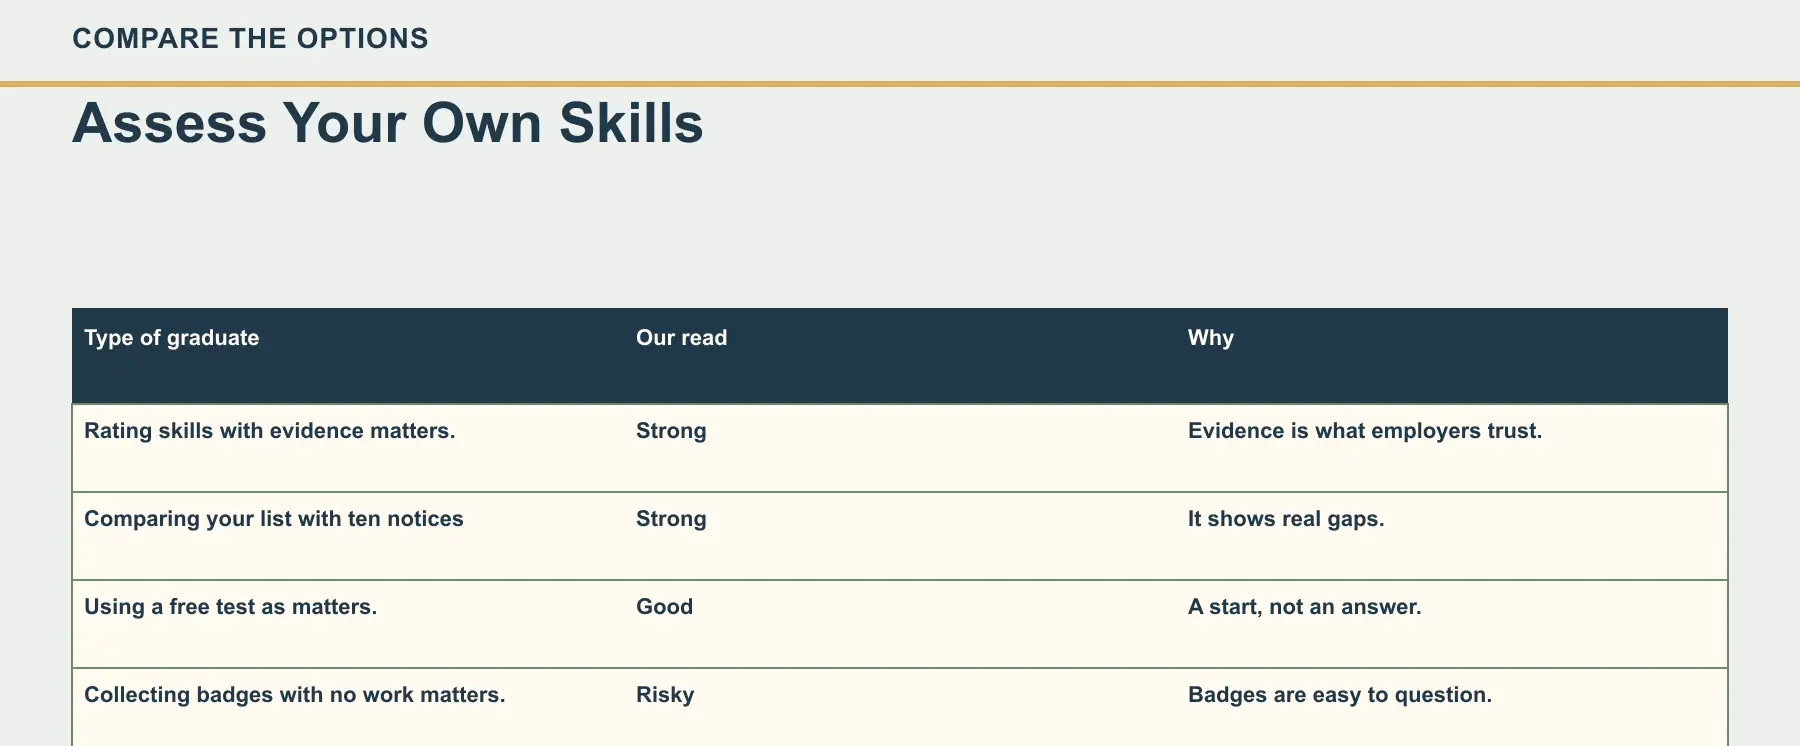 COMPARE THE OPTIONS
Assess Your Own Skills
Type of graduate Our read Why
Rating skills with evidence matters. Strong Evidence is what employers trust.
Comparing your list with ten notices Strong It shows real gaps.
Using a free test as matters. Good A start, not an answer.
Collecting badges with no work matters. Risky Badges are easy to question.